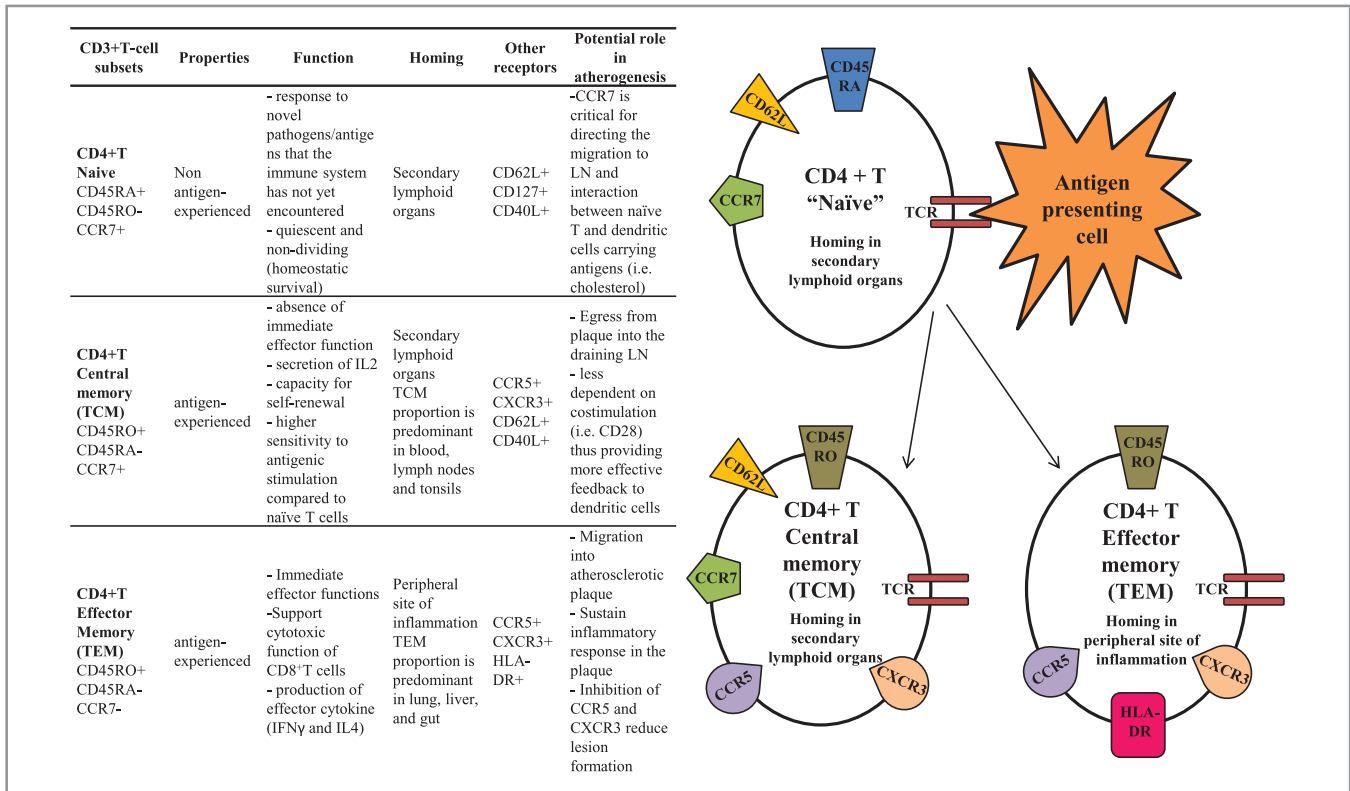 CD3+T-cell
subsets
Properties
Function
Homing
Other
receptors
Potential role
in
atherogenesis
CD4+T
Naive
CD45RA+
CD45RO-
CCR7+
Non
antigen-
experienced
- response to
novel
pathogens/antige
ns that the
immune system
has not yet
encountered
- quiescent and
non-dividing
(homeostatic
survival)
Secondary
lymphoid
organs
CD62L+
CD127+
CD40L+
-CCR7 is
critical for
directing the
migration to
LN and
interaction
between naïve
T and dendritic
cells carrying
antigens (i.e.
cholesterol)
CD4+T
Central
memory
(TCM)
CD45RO+
CD45RA-
CCR7+
antigen-
experienced
- absence of
immediate
effector function
- secretion of IL2
- capacity for
self-renewal
- higher
sensitivity to
antigenic
stimulation
compared to
naïve T cells
Secondary
lymphoid
organs
TCM
proportion is
predominant
in blood,
lymph nodes
and tonsils
CCR5+
CXCR3+
CD62L+
CD40L+
- Egress from
plaque into the
draining LN
- less
dependent on
costimulation
(i.e. CD28)
thus providing
more effective
feedback to
dendritic cells
CD4+T
Effector
Memory
(TEM)
CD45RO+
CD45RA-
CCR7-
antigen-
experienced
- Immediate
effector functions
-Support
cytotoxic
function of
CD8⁺T cells
- production of
effector cytokine
(IFNγ and IL4)
Peripheral
site of
inflammation
TEM
proportion is
predominant
in lung, liver,
and gut
CCR5+
CXCR3+
HLA-
DR+
- Migration
into
atherosclerotic
plaque
- Sustain
inflammatory
response in the
plaque
- Inhibition of
CCR5 and
CXCR3 reduce
lesion
formation
CD45
RA
CD62L
CCR7
CD4 + T
“Naïve”
Homing in
secondary
lymphoid organs
TCR
Antigen
presenting
cell
CD45
RO
CD62L
CCR7
CD4+ T
Central
memory
(TCM)
Homing in
secondary
lymphoid organs
TCR
CCR5
CXCR3
CD45
RO
CD4+ T
Effector
memory
(TEM)
Homing in
peripheral site of
inflammation
TCR
CCR5
CXCR3
HLA-
DR